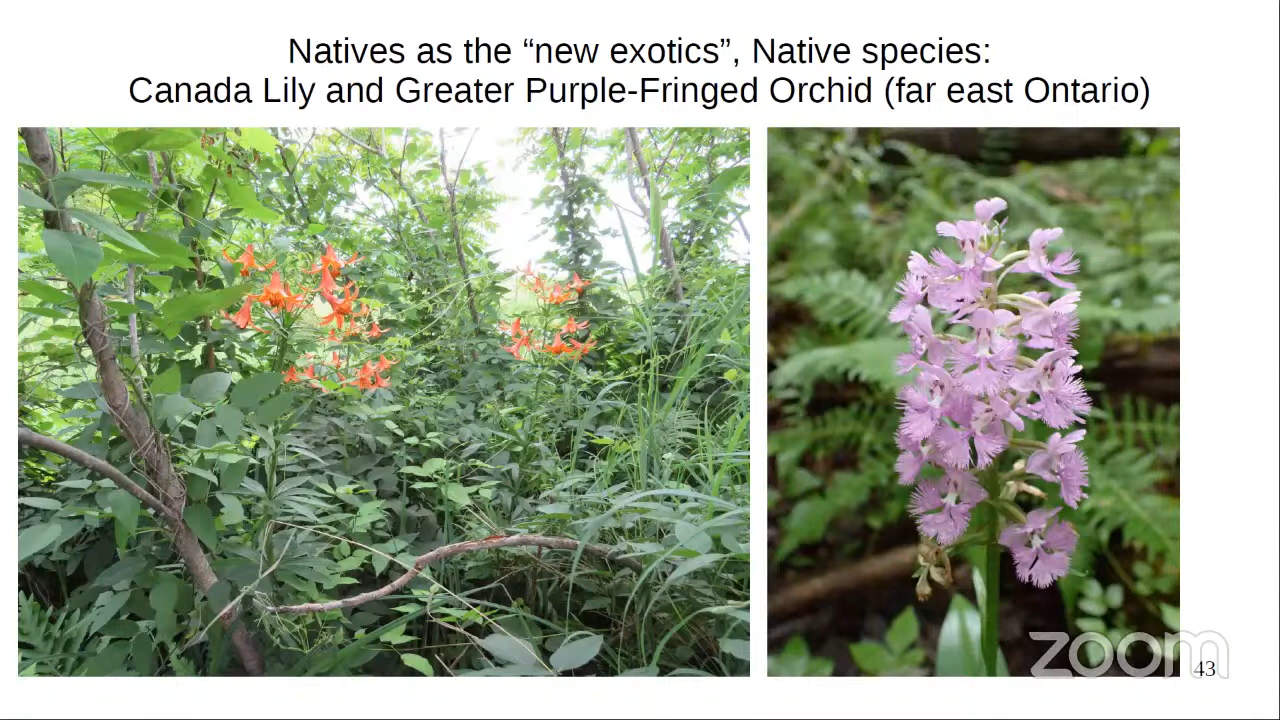 Natives as the “new exotics”, Native species:
Canada Lily and Greater Purple-Fringed Orchid (far east Ontario)
zoom
43